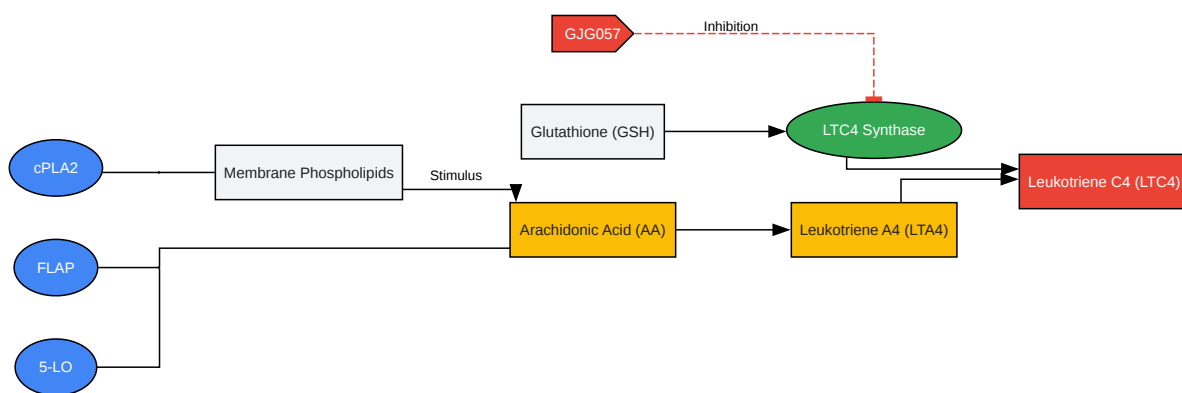 GJG057
Inhibition
Glutathione (GSH)
LTC4 Synthase
cPLA2
Membrane Phospholipids
Stimulus
Leukotriene C4 (LTC4)
Arachidonic Acid (AA)
Leukotriene A4 (LTA4)
FLAP
5-LO